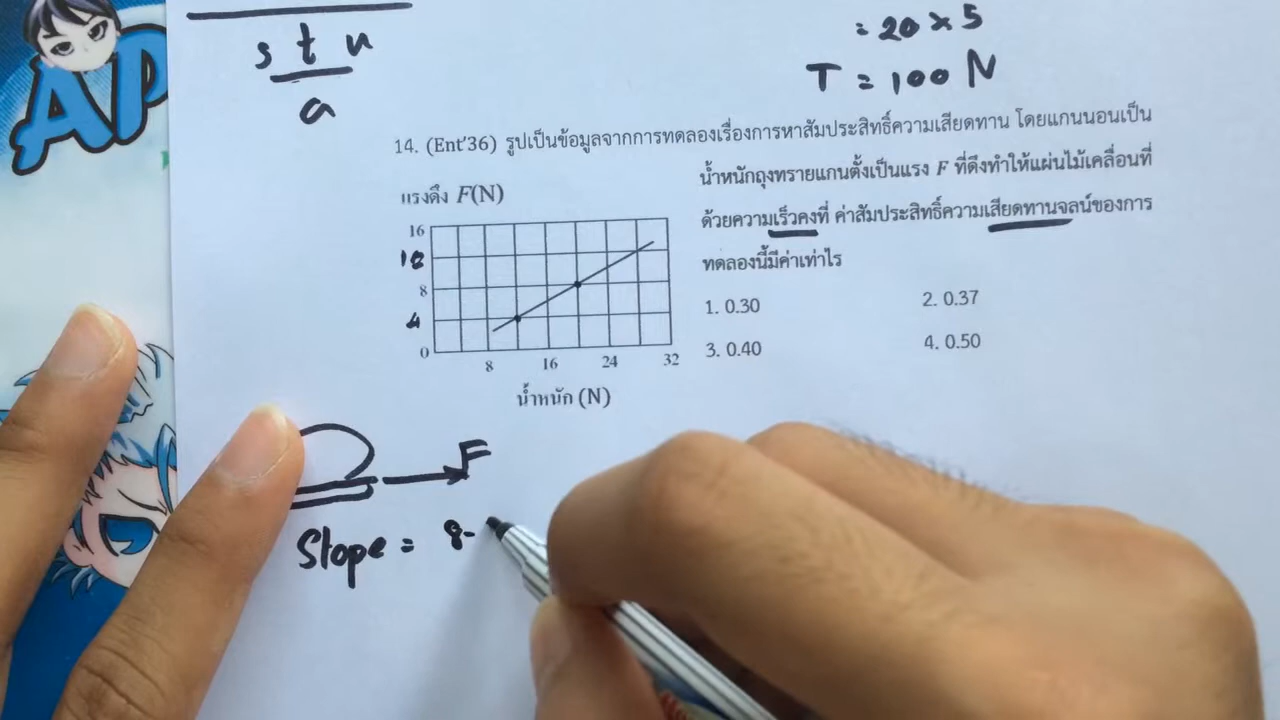 AP
s t u
a
= 20 x 5
T = 100 N
14. (Ent'36) รูปเป็นข้อมูลจากการทดลองเรื่องการหาสัมประสิทธิ์ความเสียดทาน โดยแกนนอนเป็น
น้ำหนักถุงทรายแกนตั้งเป็นแรง F ที่ดึงทำให้แผ่นไม้เคลื่อนที่
ด้วยความเร็วคงที่ ค่าสัมประสิทธิ์ความเสียดทานจลน์ของการ
ทดลองนี้มีค่าเท่าไร
แรงดึง F(N)
16
12
8
4
0
8 16 24 32
น้ำหนัก (N)
1. 0.30 2. 0.37
3. 0.40 4. 0.50
F
Slope = 8-